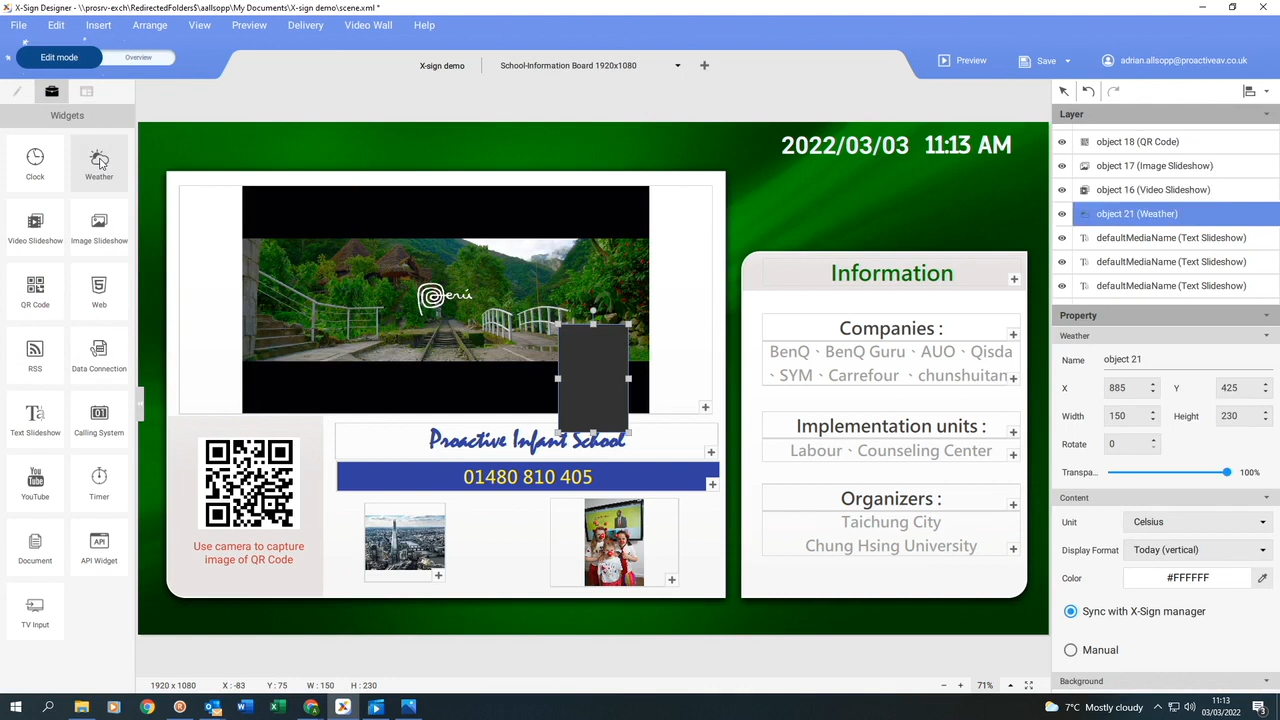 X-Sign Designer - \\prosrv-exch\RedirectedFolders$\aallsopp\My Documents\X-sign demo\scene.xml *
File Edit Insert Arrange View Preview Delivery Video Wall Help
Edit mode Overview
X-sign demo School-Information Board 1920x1080 + Preview Save adrian.allsopp@proactiveav.co.uk
Widgets
Clock Weather
Video Slideshow Image Slideshow
QR Code Web
RSS Data Connection
Text Slideshow Calling System
YouTube Timer
Document API Widget
TV Input
2022/03/03 11:13 AM
Perú
Proactive Infant School
01480 810 405
Use camera to capture
image of QR Code
Information
Companies :
BenQ、BenQ Guru、AUO、Qisda
、SYM、Carrefour 、chunshuitan
Implementation units :
Labour、Counseling Center
Organizers :
Taichung City
Chung Hsing University
Layer
object 18 (QR Code)
object 17 (Image Slideshow)
object 16 (Video Slideshow)
object 21 (Weather)
defaultMediaName (Text Slideshow)
defaultMediaName (Text Slideshow)
defaultMediaName (Text Slideshow)
Property
Weather
Name object 21
X 885 Y 425
Width 150 Height 230
Rotate 0
Transpa... 100%
Content
Unit Celsius
Display Format Today (vertical)
Color #FFFFFF
Sync with X-Sign manager
Manual
Background
1920 x 1080 X : -83 Y : 75 W : 150 H : 230 71%
7°C Mostly cloudy 11:13
03/03/2022